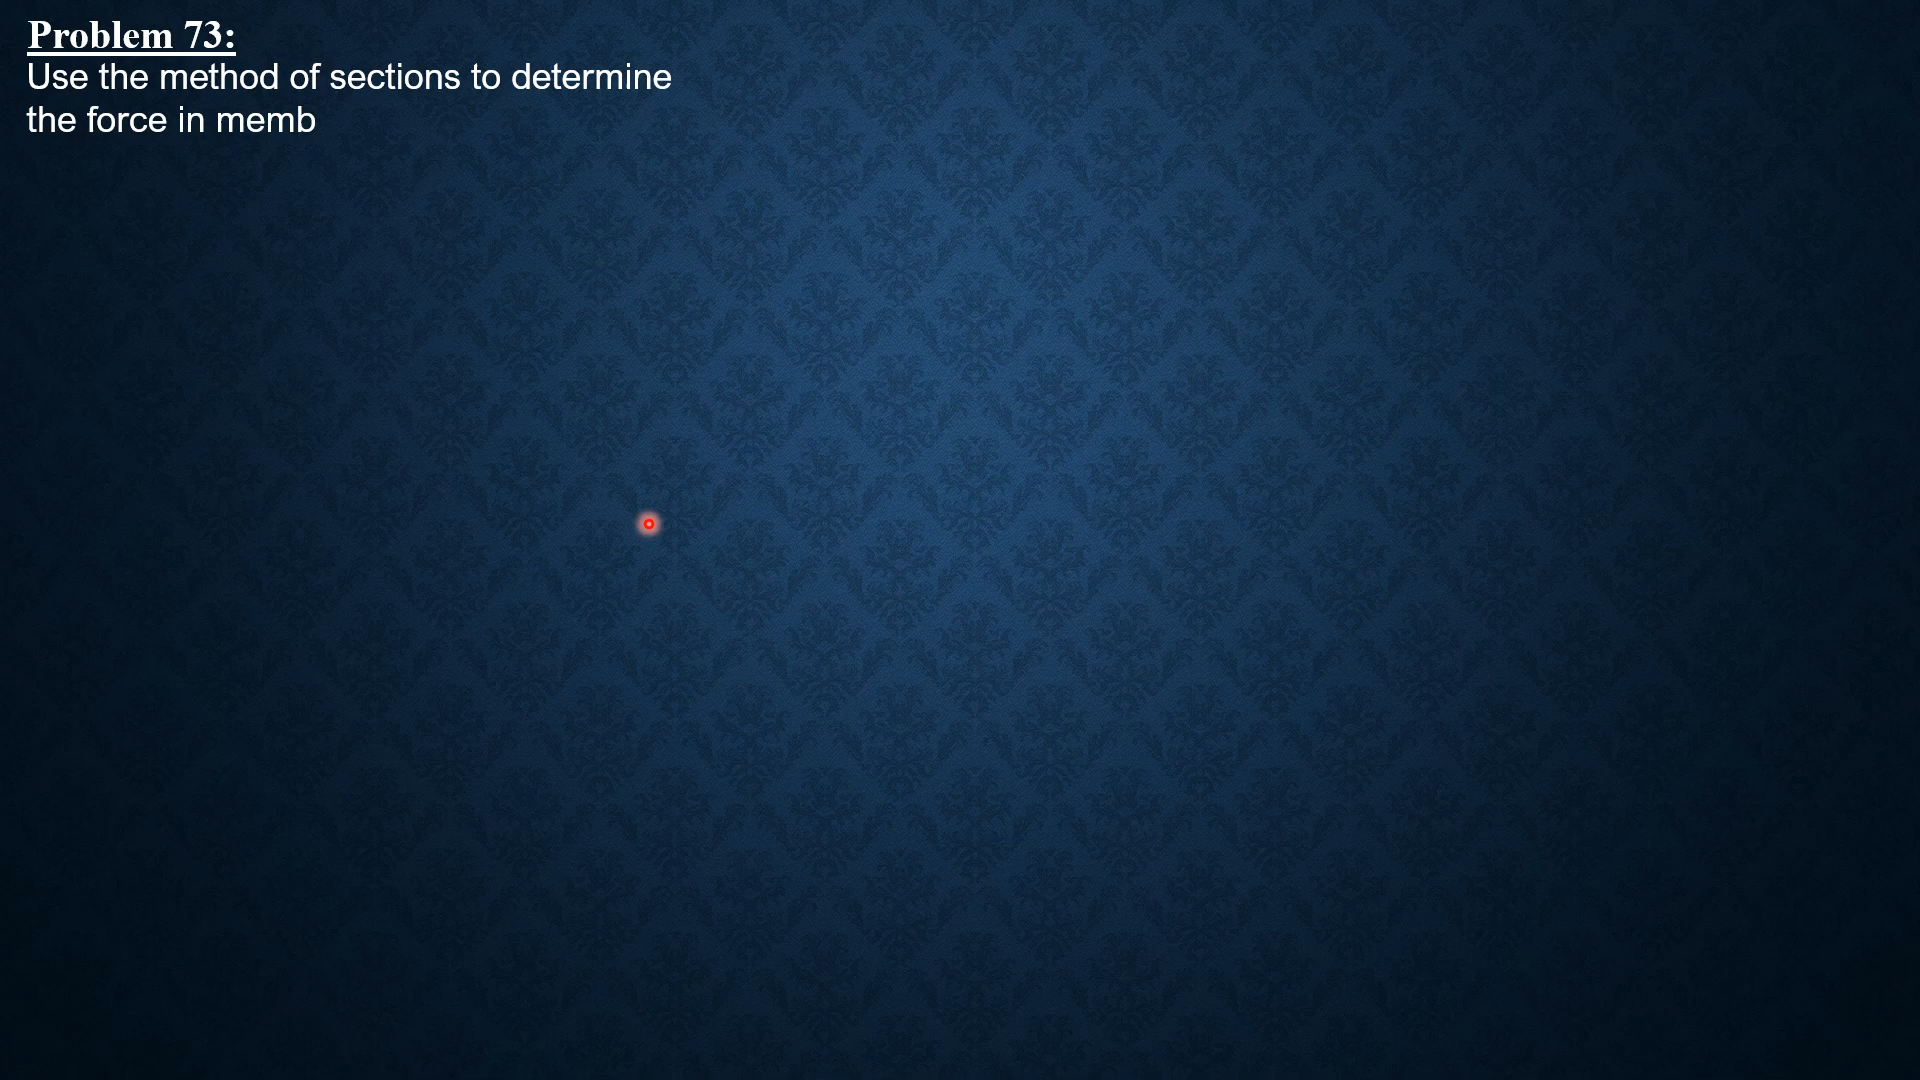 Problem 73:
Use the method of sections to determine
the force in memb